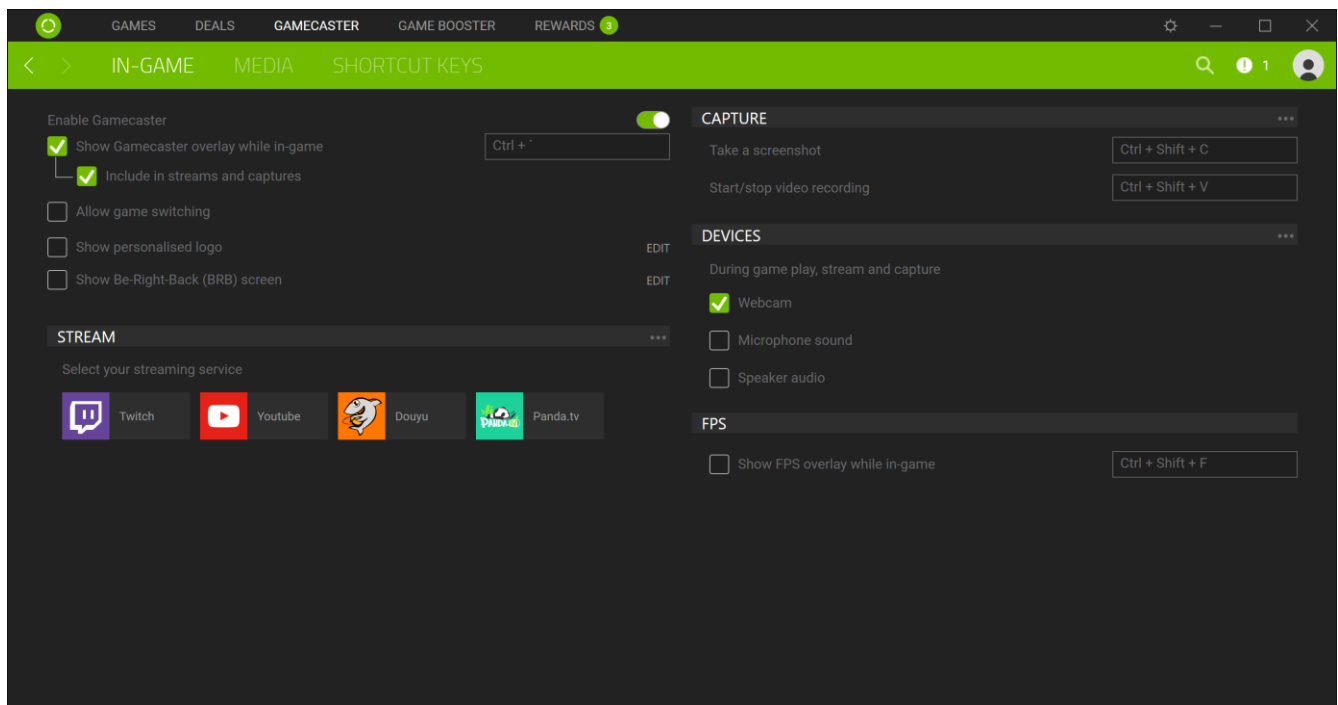 GAMES DEALS GAMECASTER GAME BOOSTER REWARDS 3
IN-GAME MEDIA SHORTCUT KEYS 1
Enable Gamecaster
Show Gamecaster overlay while in-game Ctrl + `
Include in streams and captures
Allow game switching
Show personalised logo EDIT
Show Be-Right-Back (BRB) screen EDIT
STREAM
Select your streaming service
Twitch Youtube Douyu PANDA.TV Panda.tv
CAPTURE
Take a screenshot Ctrl + Shift + C
Start/stop video recording Ctrl + Shift + V
DEVICES
During game play, stream and capture
Webcam
Microphone sound
Speaker audio
FPS
Show FPS overlay while in-game Ctrl + Shift + F